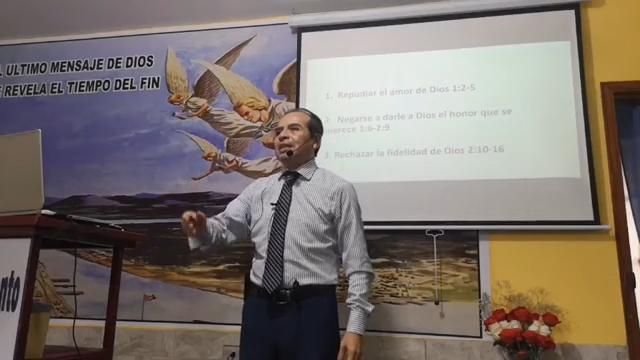 ULTIMO MENSAJE DE DIOS
REVELA EL TIEMPO DEL FIN
1. Repudiar el amor de Dios 1:2-5
2 Negarse a darle a Dios el honor que se
merece 1:6-2:9
3. Rechazar la fidelidad de Dios 2:10-16
nto